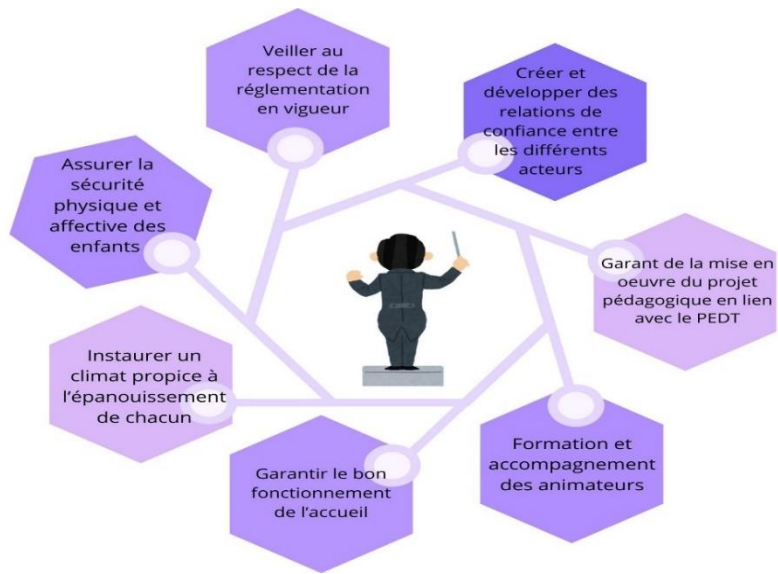 Veiller au
respect de la
réglementation
en vigueur
Créer et
développer des
relations de
confiance entre
les différents
acteurs
Garant de la mise en
oeuvre du projet
pédagogique en lien
avec le PEDT
Formation et
accompagnement
des animateurs
Garantir le bon
fonctionnement
de l'accueil
Instaurer un
climat propice à
l'épanouissement
de chacun
Assurer la
sécurité
physique et
affective des
enfants